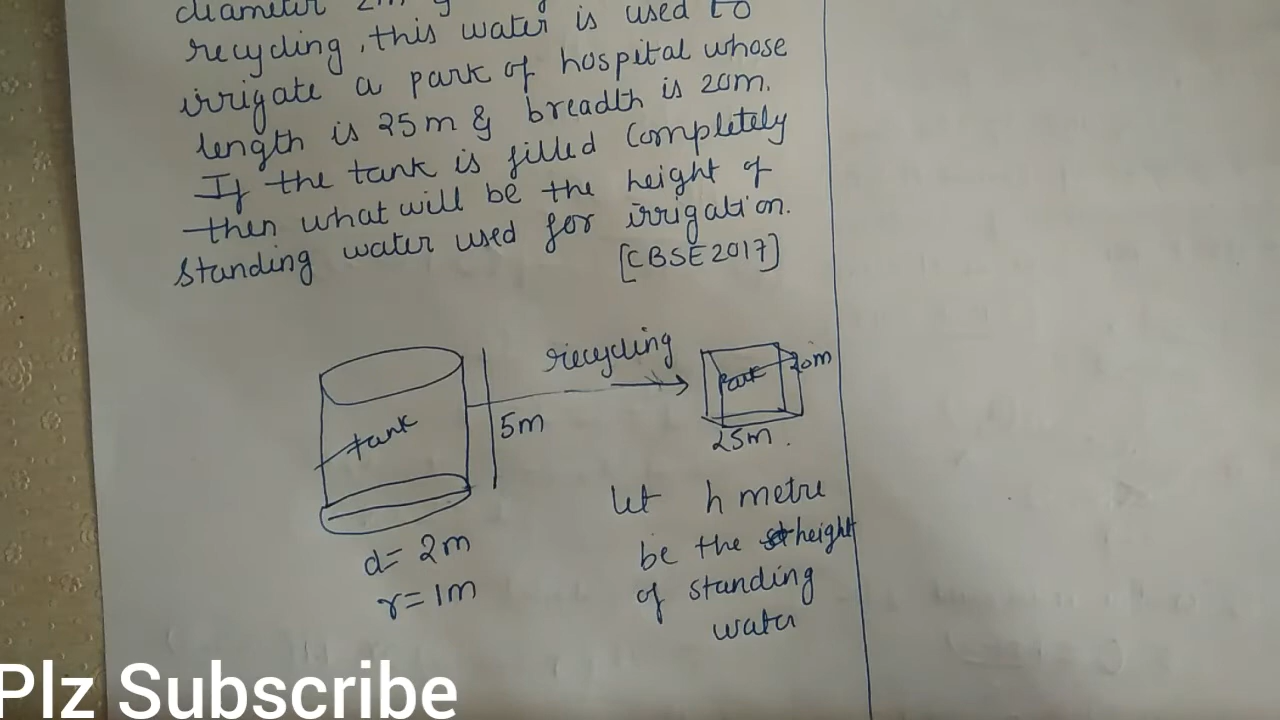 diameter 2m
recycling, this water is used to
irrigate a park of hospital whose
length is 25m & breadth is 20m.
If the tank is filled completely
then what will be the height of
standing water used for irrigation.
[CBSE 2017]
recycling
tank
5m
Park
20m
25m.
d= 2m
r=1m
let h metre
be the height
of standing
water
Plz Subscribe